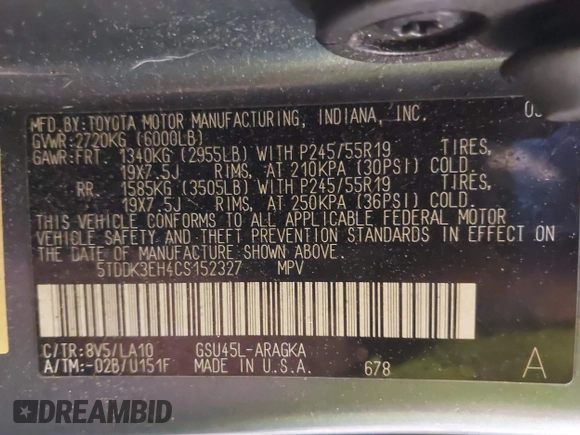 MFD.BY:TOYOTA MOTOR MANUFACTURING, INDIANA, INC.
GVWR:2720KG (6000LB)
GAWR:FRT. 1340KG (2955LB) WITH P245/55R19 TIRES,
19X7.5J RIMS, AT 210KPA (30PSI) COLD.
RR. 1585KG (3505LB) WITH P245/55R19 TIRES,
19X7.5J RIMS, AT 250KPA (36PSI) COLD.
THIS VEHICLE CONFORMS TO ALL APPLICABLE FEDERAL MOTOR
VEHICLE SAFETY AND THEFT PREVENTION STANDARDS IN EFFECT ON
THE DATE OF MANUFACTURE SHOWN ABOVE.
5TDDK3EH4CS152327 MPV
C/TR:8V5/LA10 GSU45L-ARAGKA
A/TM:-02B/U151F MADE IN U.S.A. 678 A
DREAMBID